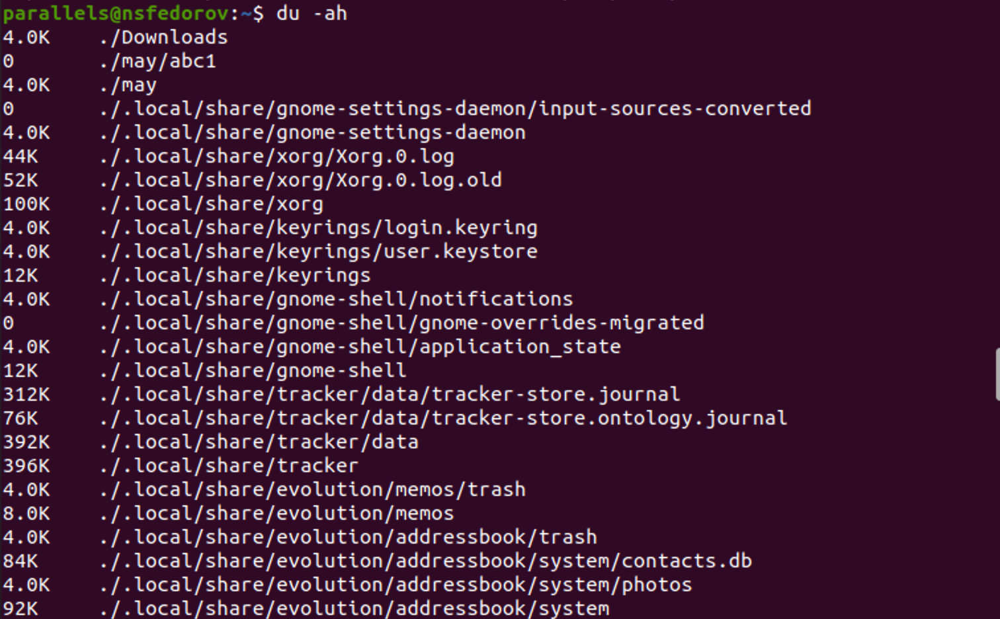 parallels@nsfedorov:~$ du -ah
4.0K ./Downloads
0 ./may/abc1
4.0K ./may
0 ./.local/share/gnome-settings-daemon/input-sources-converted
4.0K ./.local/share/gnome-settings-daemon
44K ./.local/share/xorg/Xorg.0.log
52K ./.local/share/xorg/Xorg.0.log.old
100K ./.local/share/xorg
4.0K ./.local/share/keyrings/login.keyring
4.0K ./.local/share/keyrings/user.keystore
12K ./.local/share/keyrings
4.0K ./.local/share/gnome-shell/notifications
0 ./.local/share/gnome-shell/gnome-overrides-migrated
4.0K ./.local/share/gnome-shell/application_state
12K ./.local/share/gnome-shell
312K ./.local/share/tracker/data/tracker-store.journal
76K ./.local/share/tracker/data/tracker-store.ontology.journal
392K ./.local/share/tracker/data
396K ./.local/share/tracker
4.0K ./.local/share/evolution/memos/trash
8.0K ./.local/share/evolution/memos
4.0K ./.local/share/evolution/addressbook/trash
84K ./.local/share/evolution/addressbook/system/contacts.db
4.0K ./.local/share/evolution/addressbook/system/photos
92K ./.local/share/evolution/addressbook/system